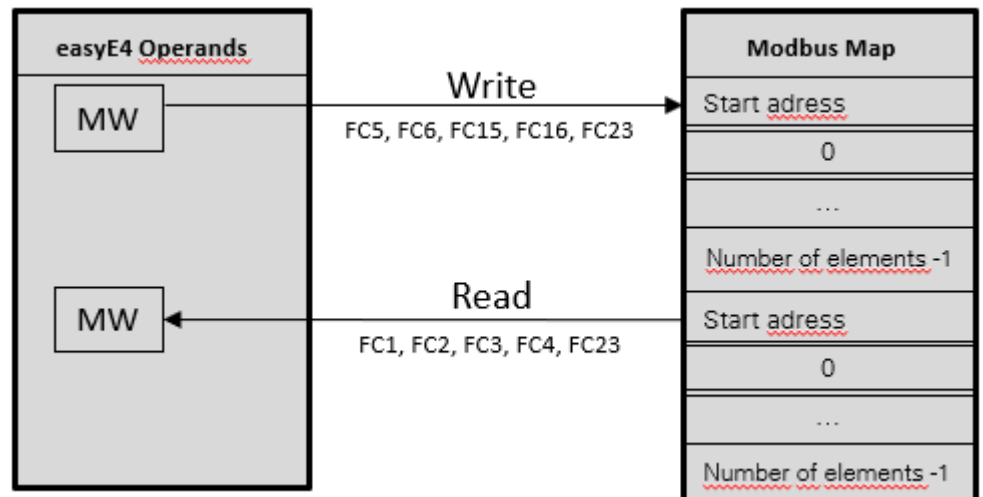 easyE4 Operands
MW
MW
Write
FC5, FC6, FC15, FC16, FC23
Read
FC1, FC2, FC3, FC4, FC23
Modbus Map
Start adress
0
...
Number of elements -1
Start adress
0
...
Number of elements -1